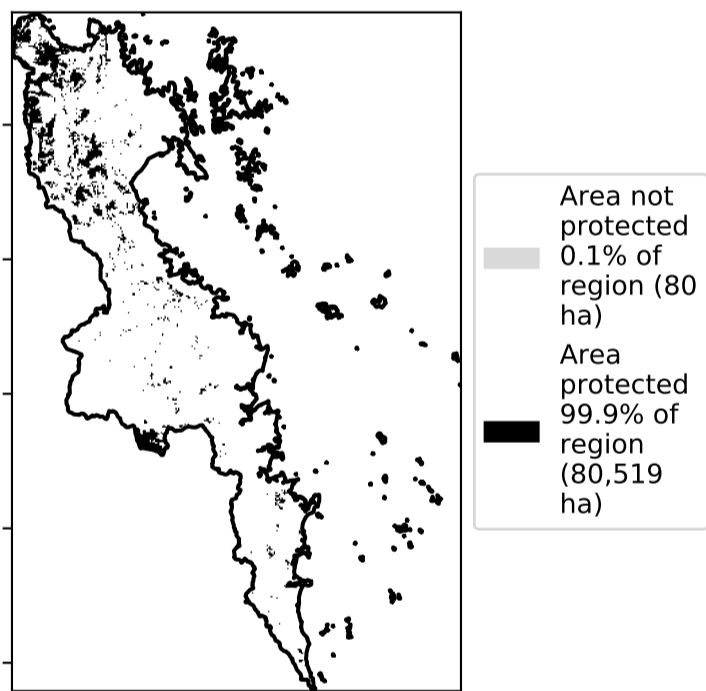 Area not
protected
0.1% of
region (80
ha)
Area
protected
99.9% of
region
(80,519
ha)